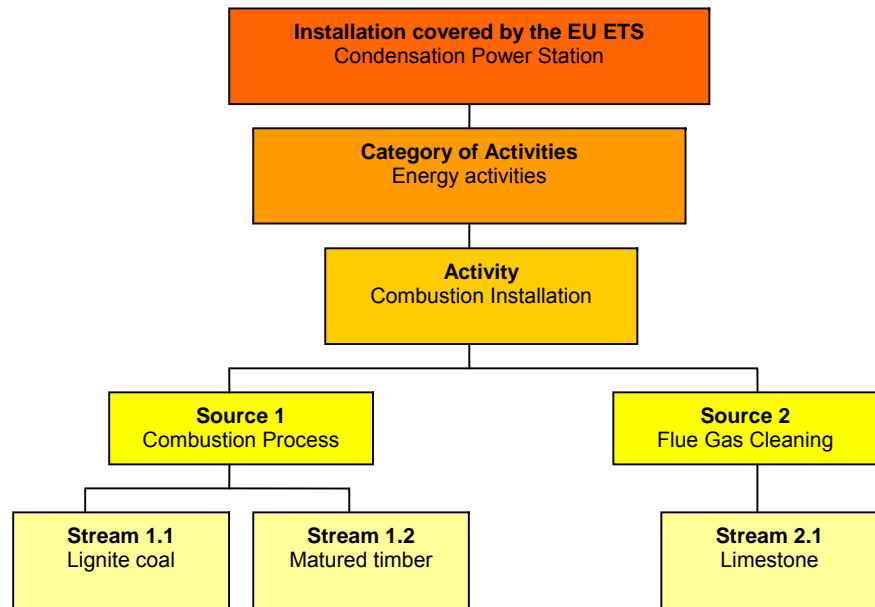 Installation covered by the EU ETS
Condensation Power Station
Category of Activities
Energy activities
Activity
Combustion Installation
Source 1
Combustion Process
Source 2
Flue Gas Cleaning
Stream 1.1
Lignite coal
Stream 1.2
Matured timber
Stream 2.1
Limestone